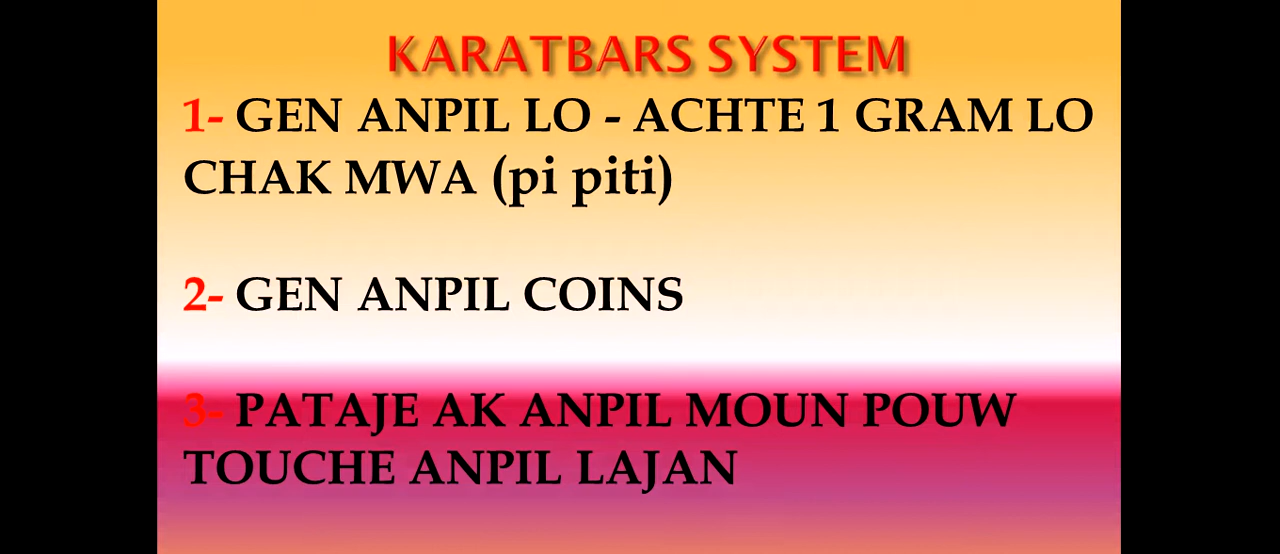 KARATBARS SYSTEM
1- GEN ANPIL LO - ACHTE 1 GRAM LO
CHAK MWA (pi piti)
2- GEN ANPIL COINS
3- PATAJE AK ANPIL MOUN POUW
TOUCHE ANPIL LAJAN